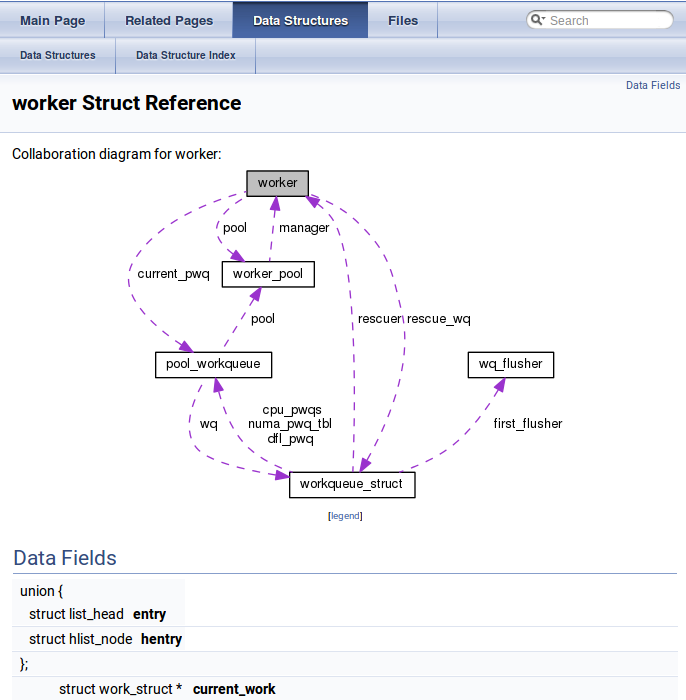 Main Page Related Pages Data Structures Files Search
Data Structures Data Structure Index
Data Fields
worker Struct Reference
Collaboration diagram for worker:
worker
pool manager
worker_pool
current_pwq
pool
rescuer rescue_wq
pool_workqueue
wq_flusher
cpu_pwqs
wq numa_pwq_tbl first_flusher
dfl_pwq
workqueue_struct
[legend]
Data Fields
union {
struct list_head entry
struct hlist_node hentry
};
struct work_struct * current_work